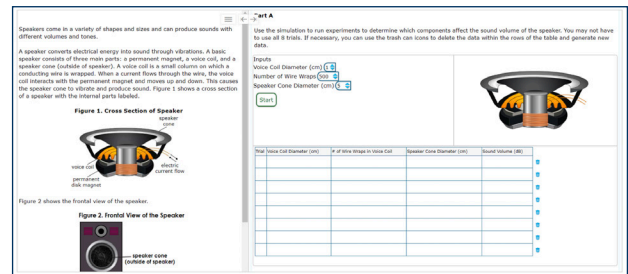 Speakers come in a variety of shapes and sizes and can produce sounds with
different volumes and tones.
A speaker converts electrical energy into sound through vibrations. A basic
speaker consists of three main parts: a permanent magnet, a voice coil, and a
speaker cone (outside of speaker). A voice coil is a small column on which a
conducting wire is wrapped. When a current flows through the wire, the voice
coil interacts with the permanent magnet and moves up and down. This causes
the speaker cone to vibrate and produce sound. Figure 1 shows a cross section
of a speaker with the internal parts labeled.
Figure 1. Cross Section of Speaker
speaker
cone
voice coil
electric
current flow
permanent
disk magnet
Figure 2 shows the frontal view of the speaker.
Figure 2. Frontal View of the Speaker
speaker cone
(outside of speaker)
Part A
Use the simulation to run experiments to determine which components affect the sound volume of the speaker. You may not have
to use all 8 trials. If necessary, you can use the trash can icons to delete the data within the rows of the table and generate new
data.
Inputs
Voice Coil Diameter (cm) 1
Number of Wire Wraps 500
Speaker Cone Diameter (cm) 5
Start
Trial Voice Coil Diameter (cm) # of Wire Wraps in Voice Coil Speaker Cone Diameter (cm) Sound Volume (dB)